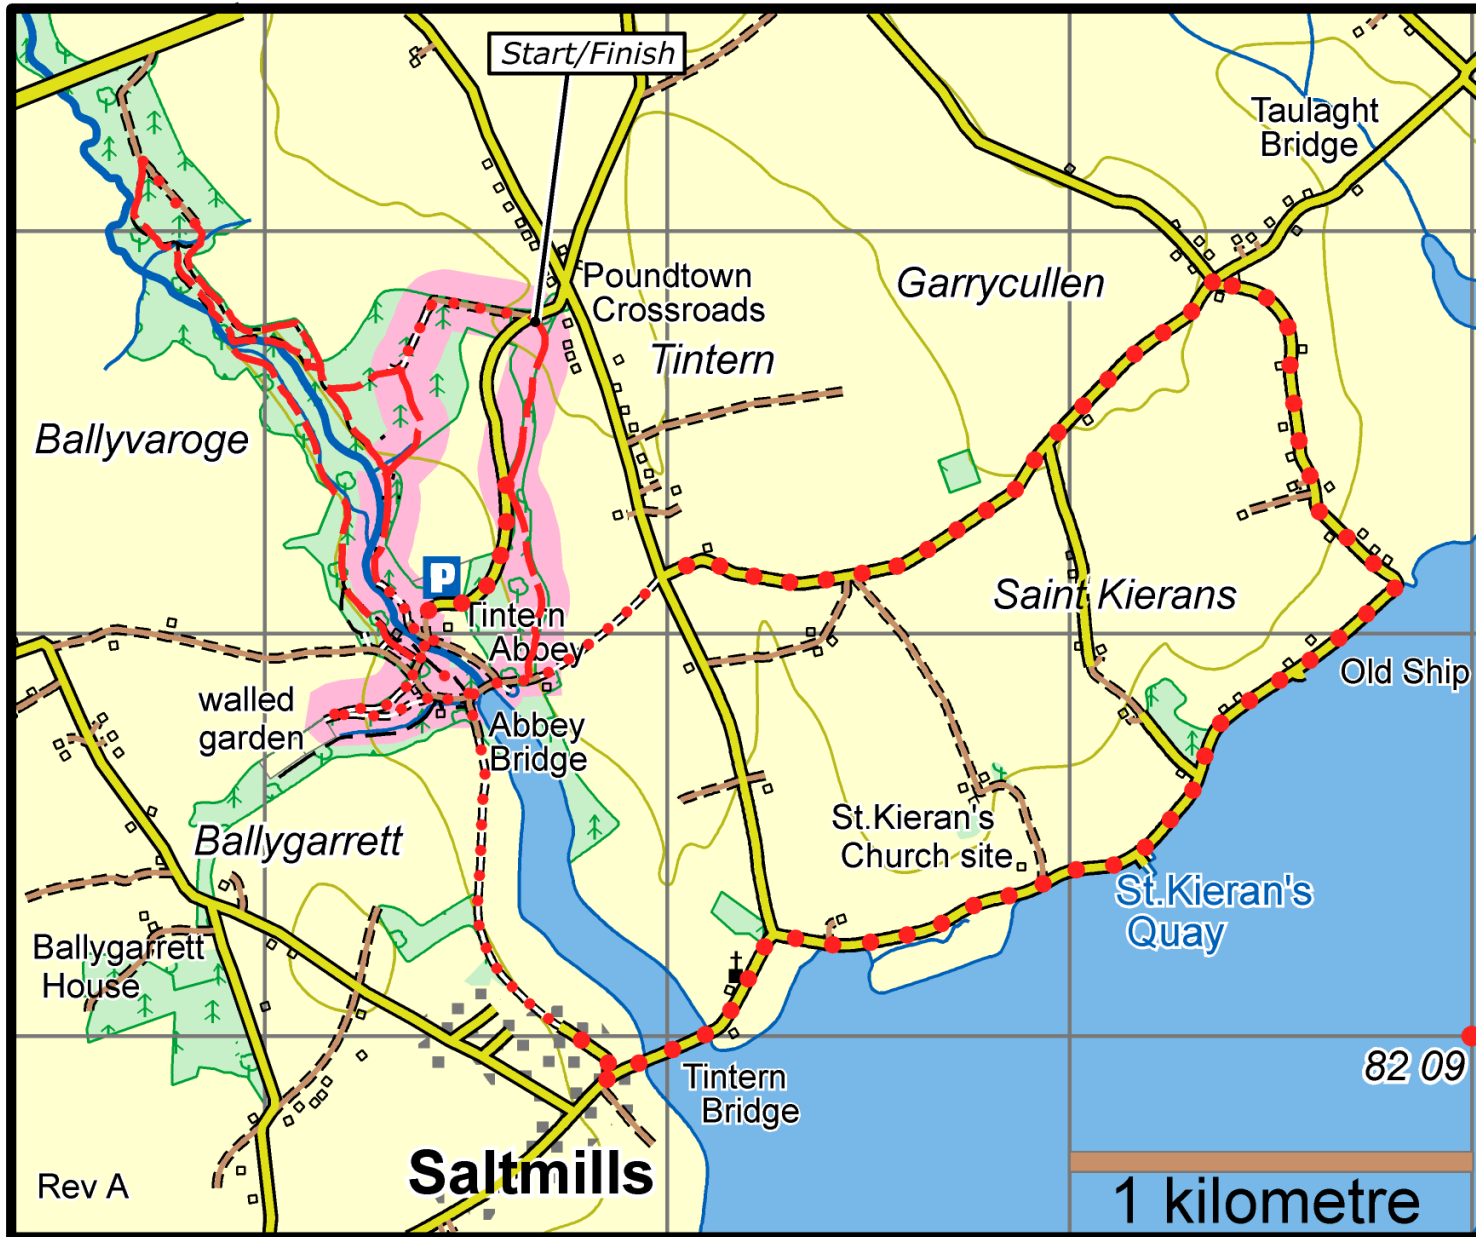 Start/Finish
Taulaght
Bridge
Poundtown
Crossroads
Garrycullen
Tintern
Ballyvaroge
P
Tintern
Abbey
Saint Kierans
Old Ship
walled
garden
Abbey
Bridge
Ballygarrett
St.Kieran's
Church site
St.Kieran's
Quay
Ballygarrett
House
82 09
Tintern
Bridge
Saltmills
Rev A
1 kilometre